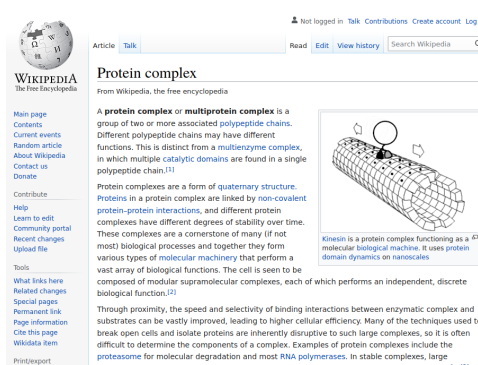 Not logged in Talk Contributions Create account Log
WIKIPEDIA
The Free Encyclopedia
Main page
Contents
Current events
Random article
About Wikipedia
Contact us
Donate
Contribute
Help
Learn to edit
Community portal
Recent changes
Upload file
Tools
What links here
Related changes
Special pages
Permanent link
Page information
Cite this page
Wikidata item
Print/export
Article Talk Read Edit View history Search Wikipedia
Protein complex
From Wikipedia, the free encyclopedia
A protein complex or multiprotein complex is a
group of two or more associated polypeptide chains.
Different polypeptide chains may have different
functions. This is distinct from a multienzyme complex,
in which multiple catalytic domains are found in a single
polypeptide chain.[1]
Protein complexes are a form of quaternary structure.
Proteins in a protein complex are linked by non-covalent
protein–protein interactions, and different protein
complexes have different degrees of stability over time.
These complexes are a cornerstone of many (if not
most) biological processes and together they form
various types of molecular machinery that perform a
vast array of biological functions. The cell is seen to be
composed of modular supramolecular complexes, each of which performs an independent, discrete
biological function.[2]
Kinesin is a protein complex functioning as a
molecular biological machine. It uses protein
domain dynamics on nanoscales
Through proximity, the speed and selectivity of binding interactions between enzymatic complex and
substrates can be vastly improved, leading to higher cellular efficiency. Many of the techniques used to
break open cells and isolate proteins are inherently disruptive to such large complexes, so it is often
difficult to determine the components of a complex. Examples of protein complexes include the
proteasome for molecular degradation and most RNA polymerases. In stable complexes, large